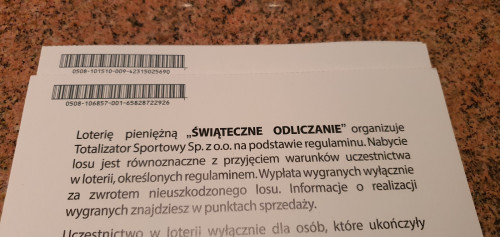 0508-101510-009-42315025690
0508-106857-001-65828722926
Loterię pieniężną „ŚWIĄTECZNE ODLICZANIE” organizuje
Totalizator Sportowy Sp. z o.o. na podstawie regulaminu. Nabycie
losu jest równoznaczne z przyjęciem warunków uczestnictwa
w loterii, określonych regulaminem. Wypłata wygranych wyłącznie
za zwrotem nieuszkodzonego losu. Informacje o realizacji
wygranych znajdziesz w punktach sprzedaży.
Uczestnictwo w loterii wyłącznie dla osób, które ukończyły